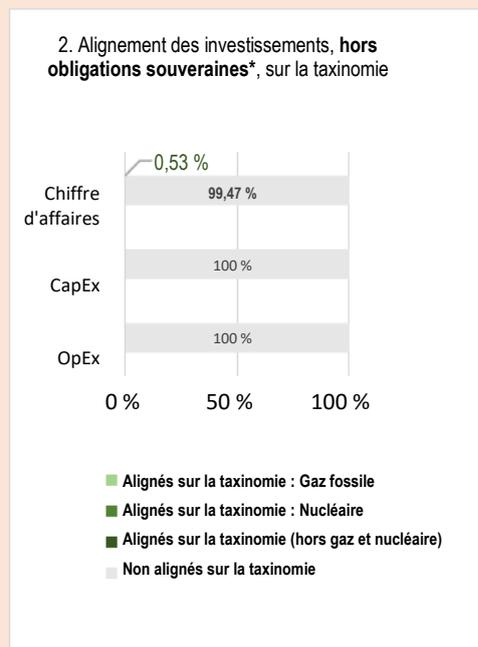 2. Alignement des investissements, hors
obligations souveraines*, sur la taxinomie
0,53 %
Chiffre
d'affaires
99,47 %
CapEx
100 %
OpEx
100 %
0 %
50 %
100 %
Alignés sur la taxinomie : Gaz fossile
Alignés sur la taxinomie : Nucléaire
Alignés sur la taxinomie (hors gaz et nucléaire)
Non alignés sur la taxinomie